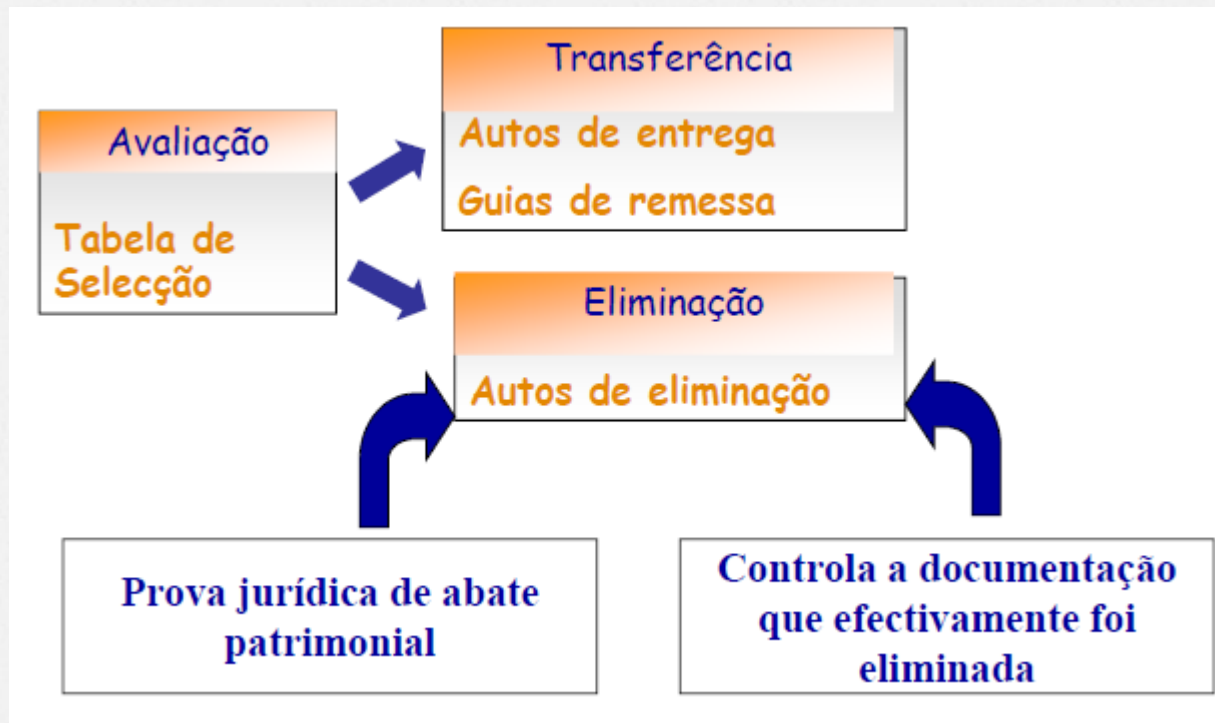 Transferência
Autos de entrega
Guias de remessa
Avaliação
Tabela de
Selecção
Eliminação
Autos de eliminação
Prova jurídica de abate
patrimonial
Controla a documentação
que efectivamente foi
eliminada